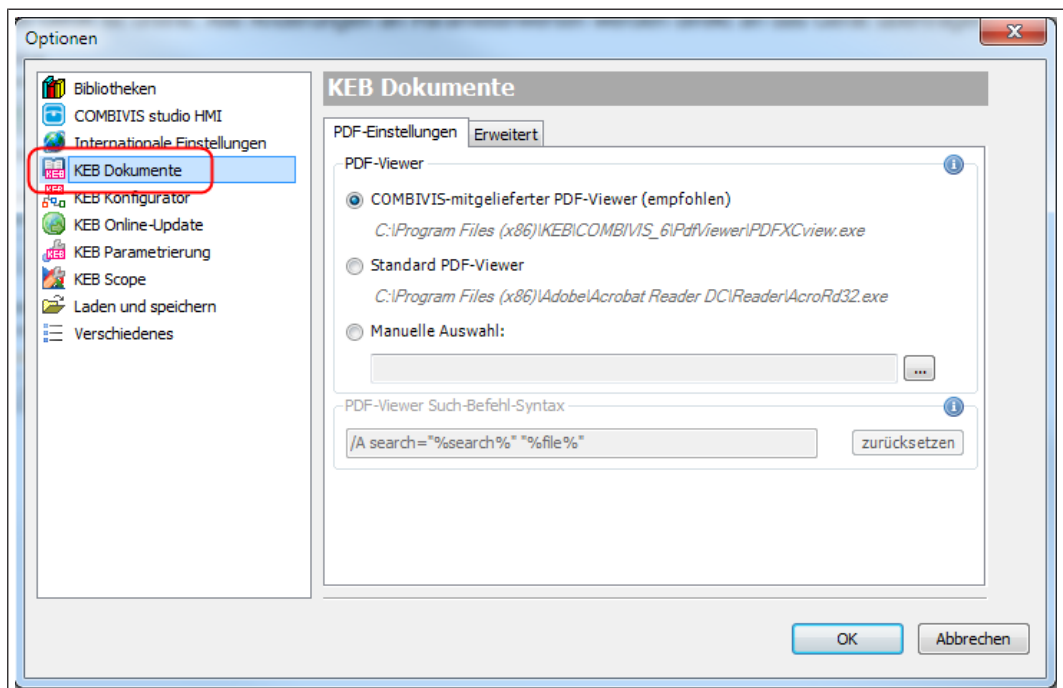 Optionen
Bibliotheken
COMBIVIS studio HMI
Internationale Einstellungen
KEB Dokumente
KEB Konfigurator
KEB Online-Update
KEB Parametrierung
KEB Scope
Laden und speichern
Verschiedenes
KEB Dokumente
PDF-Einstellungen Erweitert
PDF-Viewer
COMBIVIS-mitgelieferter PDF-Viewer (empfohlen)
C:\Program Files (x86)\KEB\COMBIVIS_6\PdfViewer\PDFXCview.exe
Standard PDF-Viewer
C:\Program Files (x86)\Adobe\Acrobat Reader DC\Reader\AcroRd32.exe
Manuelle Auswahl:
...
PDF-Viewer Such-Befehl-Syntax
/A search="%search%" "%file%"
zurücksetzen
OK Abbrechen